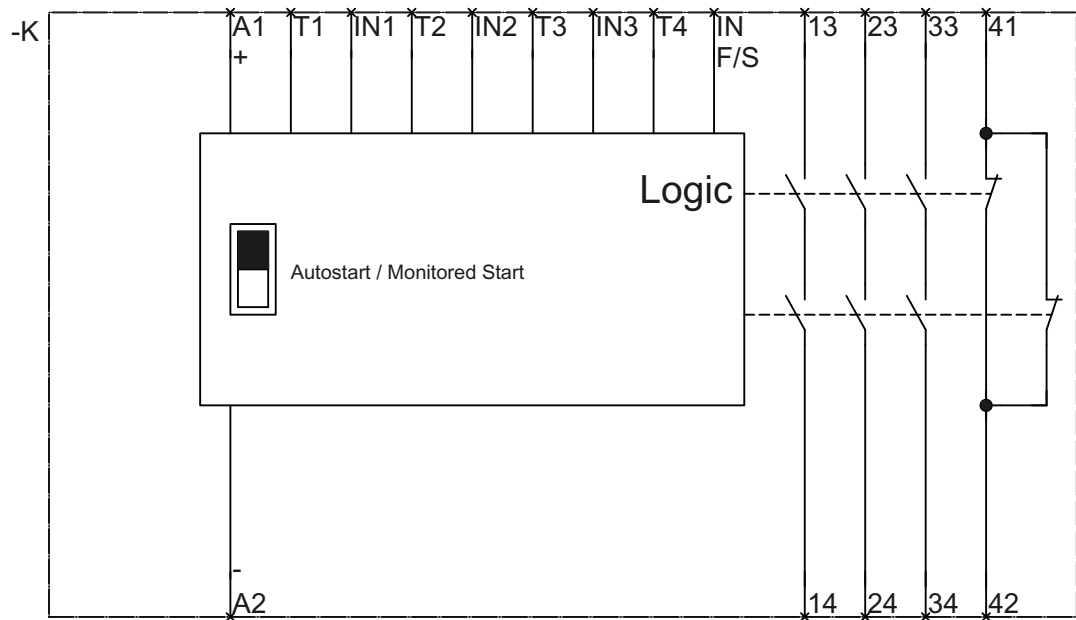 -K
A1 T1 IN1 T2 IN2 T3 IN3 T4 IN 13 23 33 41
+ F/S
Logic
Autostart / Monitored Start
-
A2 14 24 34 42